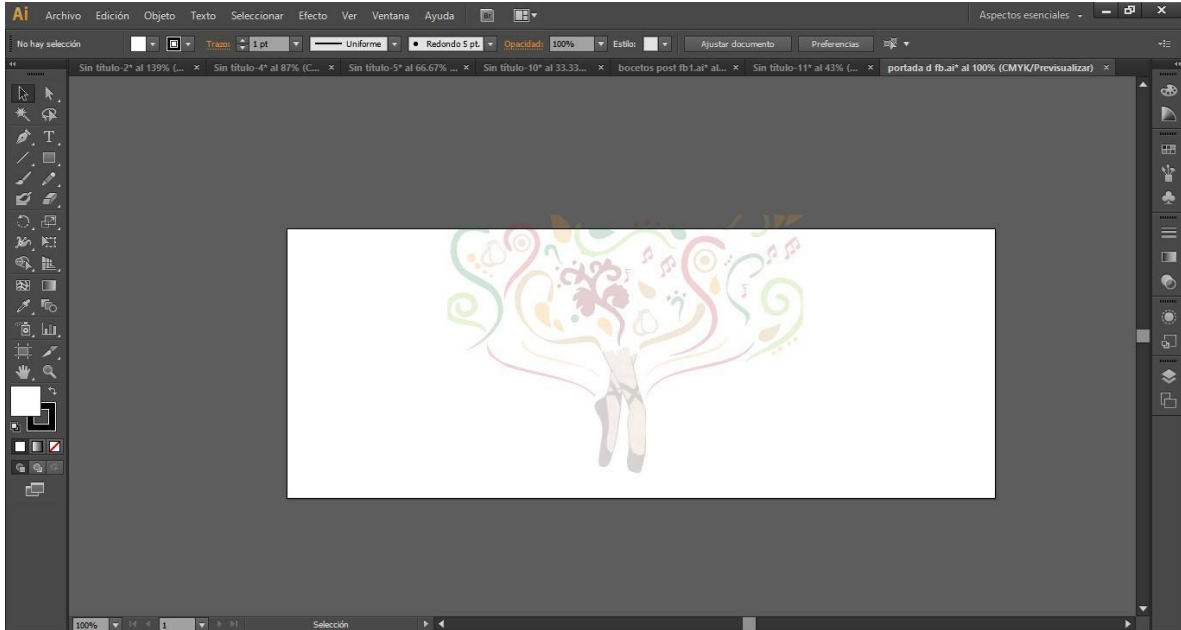 Ai Archivo Edición Objeto Texto Seleccionar Efecto Ver Ventana Ayuda Br Aspectos esenciales
No hay selección Trazo: 1 pt Uniforme Redondo 5 pt. Opacidad: 100% Estilo: Ajustar documento Preferencias
Sin título-2* al 139% (... × Sin título-4* al 87% (C... × Sin título-5* al 66.67% ... × Sin título-10* al 33.33... × bocetos post fb1.ai* al... × Sin título-11* al 43% (... × portada d fb.ai* al 100% (CMYK/Previsualizar) ×
100% 1 Selección